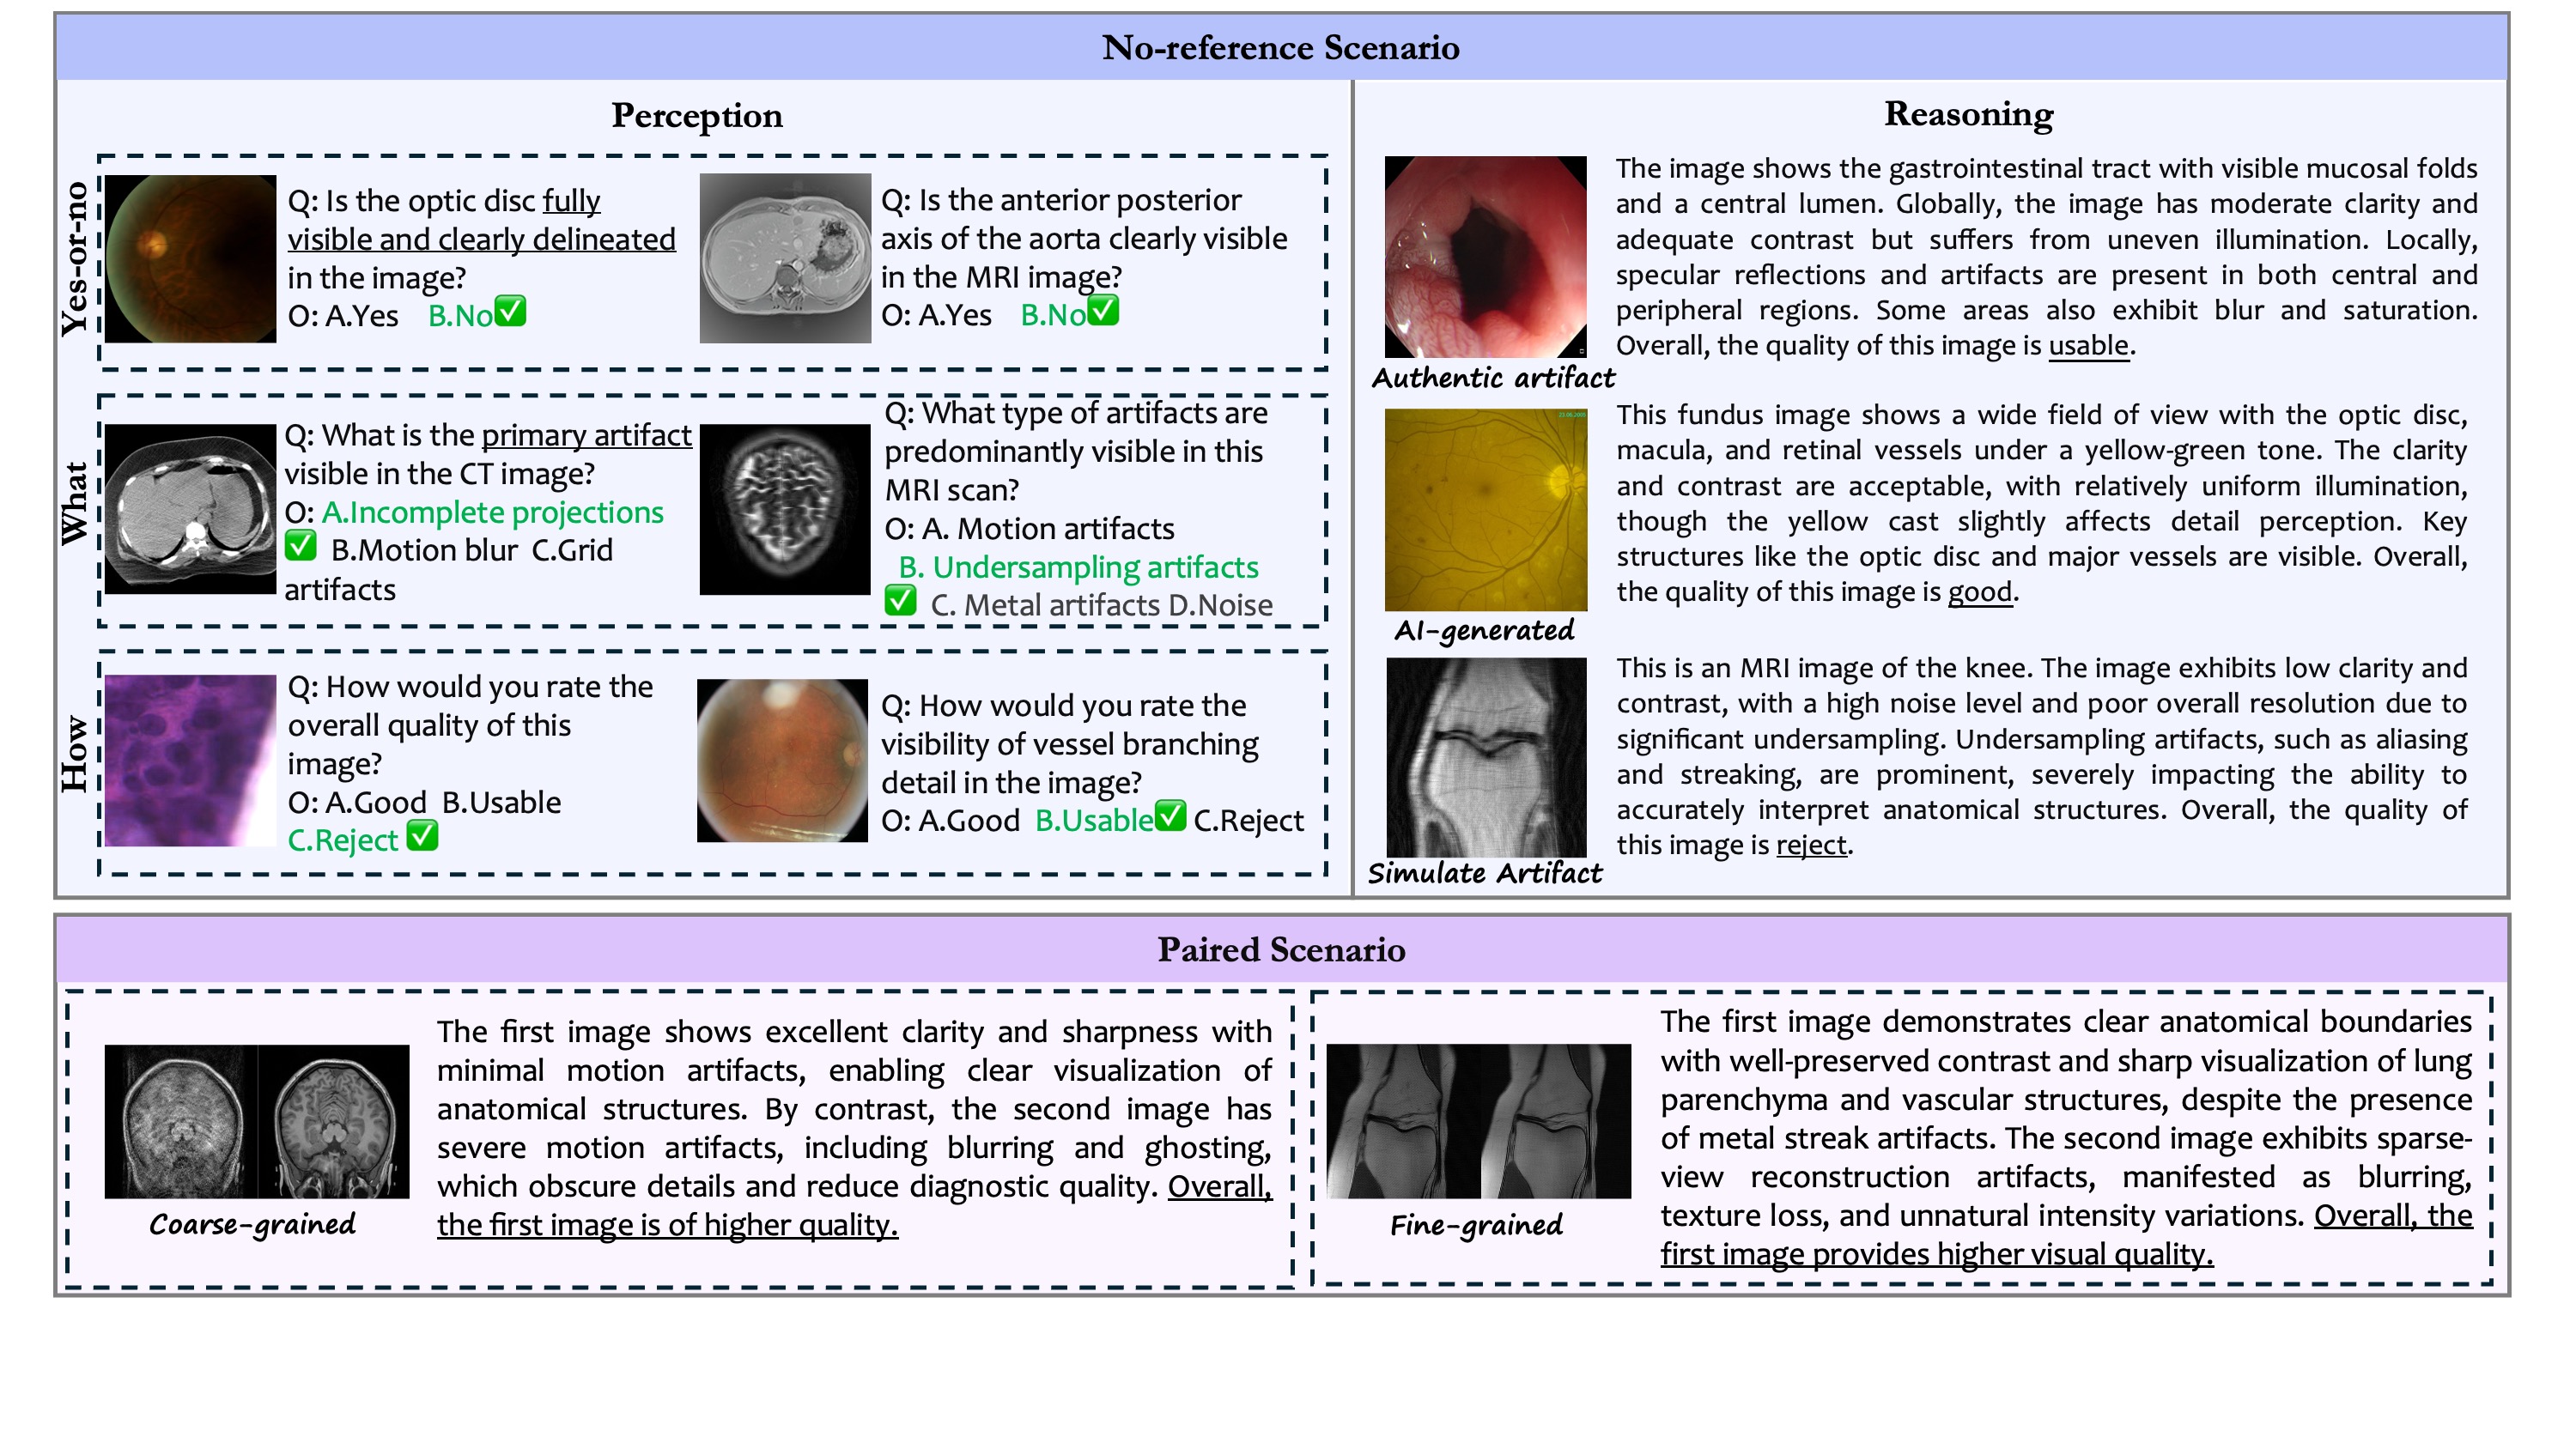 No-reference Scenario
Perception
Yes-or-no
Q: Is the optic disc fully
visible and clearly delineated
in the image?
O: A.Yes B.No✅
Q: Is the anterior posterior
axis of the aorta clearly visible
in the MRI image?
O: A.Yes B.No✅
What
Q: What is the primary artifact
visible in the CT image?
O: A.Incomplete projections
✅ B.Motion blur C.Grid
artifacts
Q: What type of artifacts are
predominantly visible in this
MRI scan?
O: A. Motion artifacts
B. Undersampling artifacts
✅ C. Metal artifacts D.Noise
How
Q: How would you rate the
overall quality of this
image?
O: A.Good B.Usable
C.Reject ✅
Q: How would you rate the
visibility of vessel branching
detail in the image?
O: A.Good B.Usable✅ C.Reject
Reasoning
The image shows the gastrointestinal tract with visible mucosal folds
and a central lumen. Globally, the image has moderate clarity and
adequate contrast but suffers from uneven illumination. Locally,
specular reflections and artifacts are present in both central and
peripheral regions. Some areas also exhibit blur and saturation.
Overall, the quality of this image is usable.
Authentic artifact
This fundus image shows a wide field of view with the optic disc,
macula, and retinal vessels under a yellow-green tone. The clarity
and contrast are acceptable, with relatively uniform illumination,
though the yellow cast slightly affects detail perception. Key
structures like the optic disc and major vessels are visible. Overall,
the quality of this image is good.
AI-generated
This is an MRI image of the knee. The image exhibits low clarity and
contrast, with a high noise level and poor overall resolution due to
significant undersampling. Undersampling artifacts, such as aliasing
and streaking, are prominent, severely impacting the ability to
accurately interpret anatomical structures. Overall, the quality of
this image is reject.
Simulate Artifact
Paired Scenario
The first image shows excellent clarity and sharpness with
minimal motion artifacts, enabling clear visualization of
anatomical structures. By contrast, the second image has
severe motion artifacts, including blurring and ghosting,
which obscure details and reduce diagnostic quality. Overall,
the first image is of higher quality.
Coarse-grained
The first image demonstrates clear anatomical boundaries
with well-preserved contrast and sharp visualization of lung
parenchyma and vascular structures, despite the presence
of metal streak artifacts. The second image exhibits sparse-
view reconstruction artifacts, manifested as blurring,
texture loss, and unnatural intensity variations. Overall, the
first image provides higher visual quality.
Fine-grained